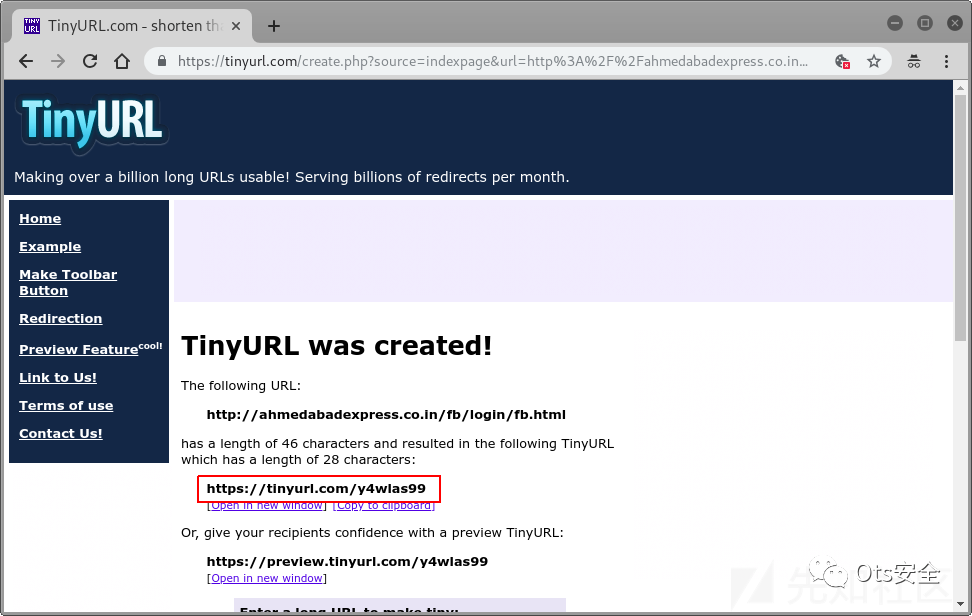 TINY
URL
TinyURL.com - shorten tha
https://tinyurl.com/create.php?source=indexpage&url=http%3A%2F%2Fahmedabadexpress.co.in...
TinyURL
Making over a billion long URLs usable! Serving billions of redirects per month.
Home
Example
Make Toolbar
Button
Redirection
Preview Featurecool!
Link to Us!
Terms of use
Contact Us!
TinyURL was created!
The following URL:
http://ahmedabadexpress.co.in/fb/login/fb.html
has a length of 46 characters and resulted in the following TinyURL
which has a length of 28 characters:
https://tinyurl.com/y4wlas99
[Open in new window] [Copy to clipboard]
Or, give your recipients confidence with a preview TinyURL:
https://preview.tinyurl.com/y4wlas99
[Open in new window]
Enter a long URL to make tiny:
先知社区
Ots安全